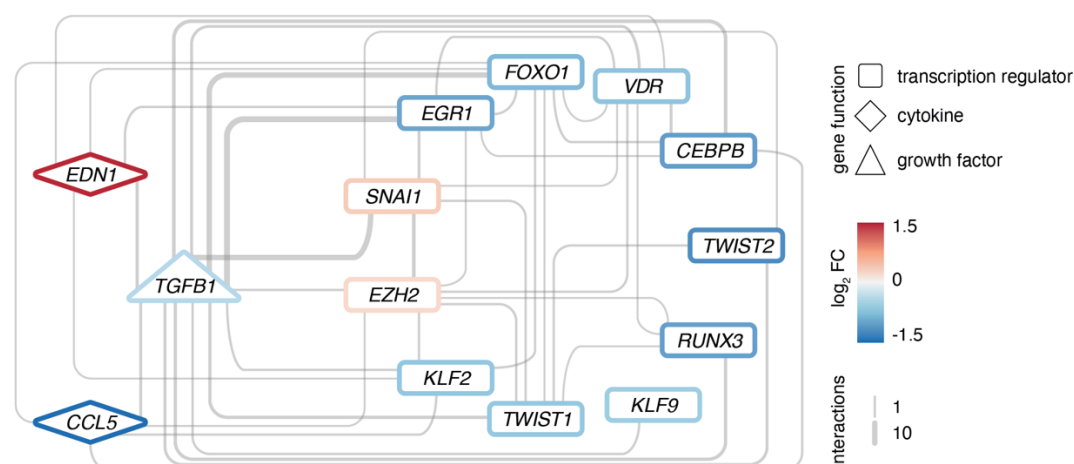 FOXO1
VDR
EGR1
CEBPB
EDN1
SNAI1
TWIST2
TGFB1
EZH2
RUNX3
KLF2
KLF9
TWIST1
CCL5
gene function
transcription regulator
cytokine
growth factor
log2 FC
1.5
0
-1.5
nteractions
1
10